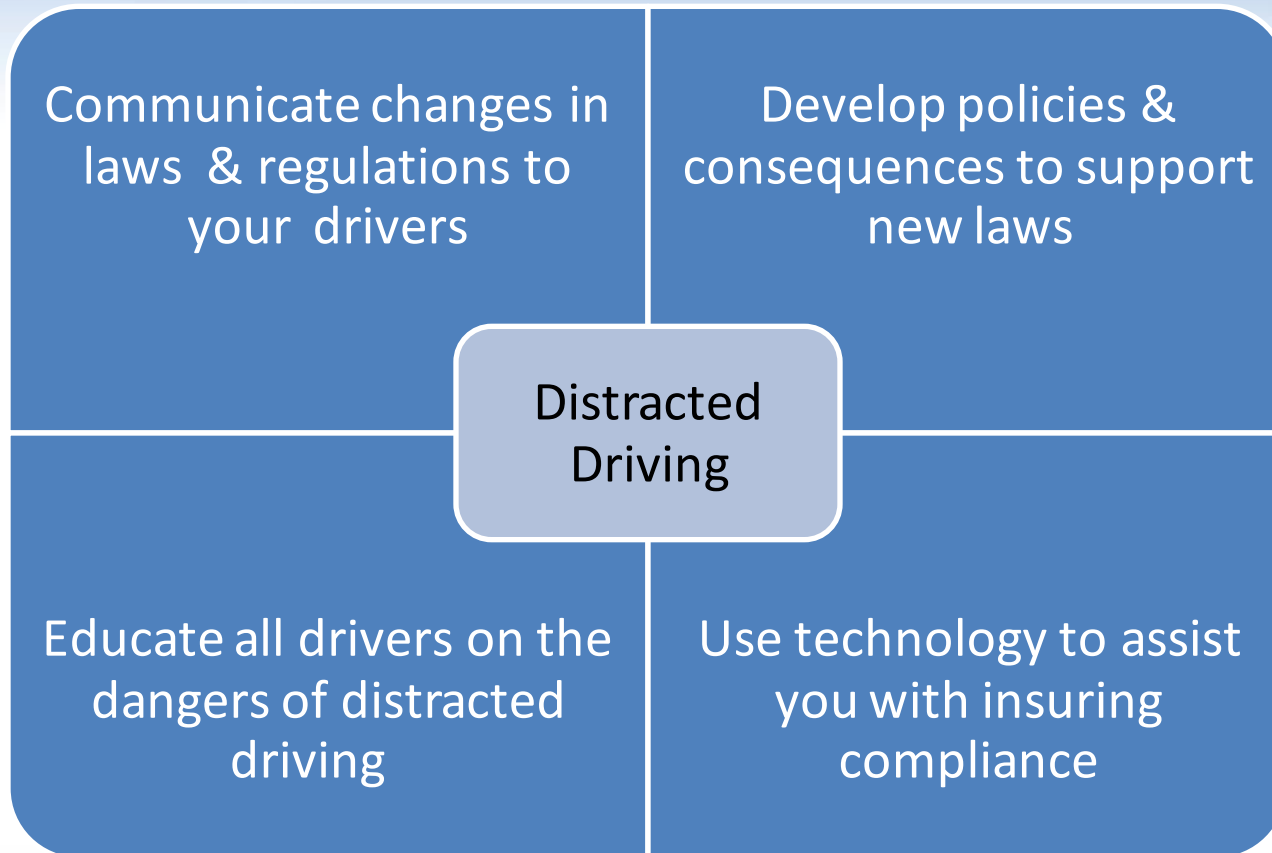 Communicate changes in
laws & regulations to
your drivers
Develop policies &
consequences to support
new laws
Distracted
Driving
Educate all drivers on the
dangers of distracted
driving
Use technology to assist
you with insuring
compliance